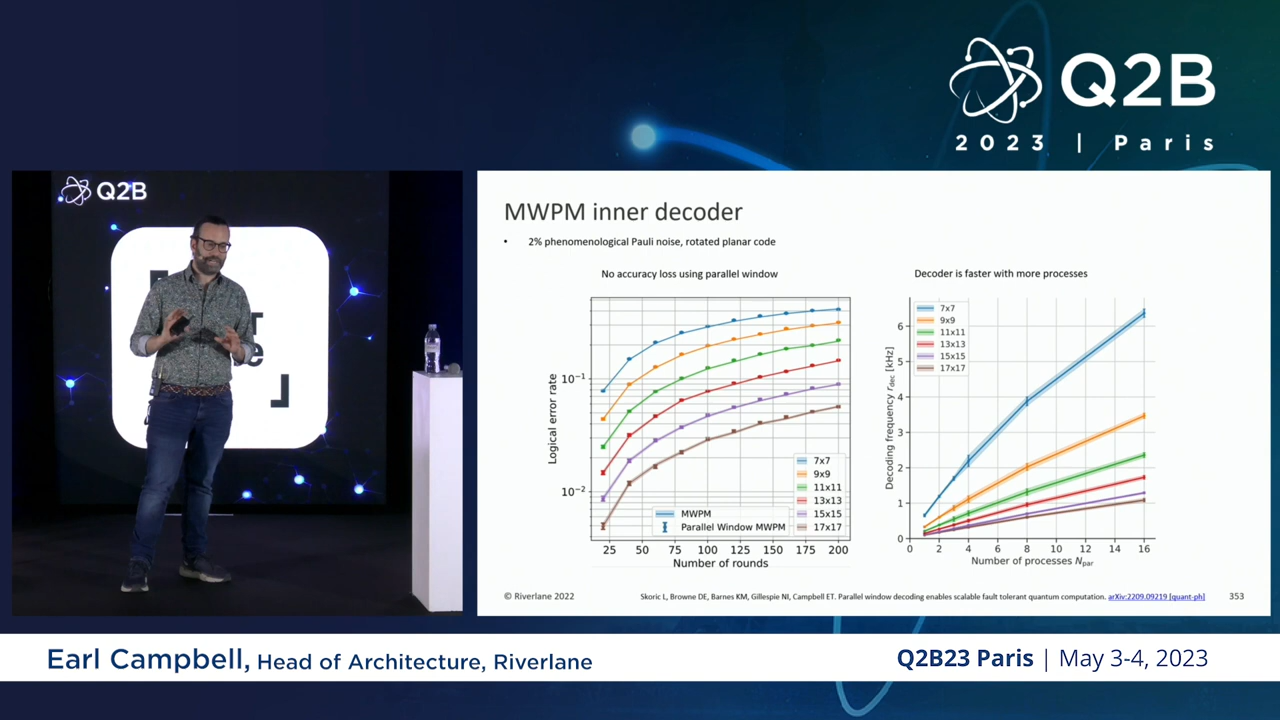 Q2B
2023 | Paris
Q2B
MWPM inner decoder
• 2% phenomenological Pauli noise, rotated planar code
No accuracy loss using parallel window
Decoder is faster with more processes
Logical error rate
10⁻¹
10⁻²
7x7
9x9
11x11
13x13
15x15
17x17
MWPM
Parallel Window MWPM
25 50 75 100 125 150 175 200
Number of rounds
Decoding frequency r_dec [kHz]
6
5
4
3
2
1
0
7x7
9x9
11x11
13x13
15x15
17x17
0 2 4 6 8 10 12 14 16
Number of processes N_par
© Riverlane 2022
Skoric L, Browne DE, Barnes KM, Gillespie NI, Campbell ET. Parallel window decoding enables scalable fault tolerant quantum computation. arXiv:2209.09219 [quant-ph]
353
Earl Campbell, Head of Architecture, Riverlane
Q2B23 Paris | May 3-4, 2023